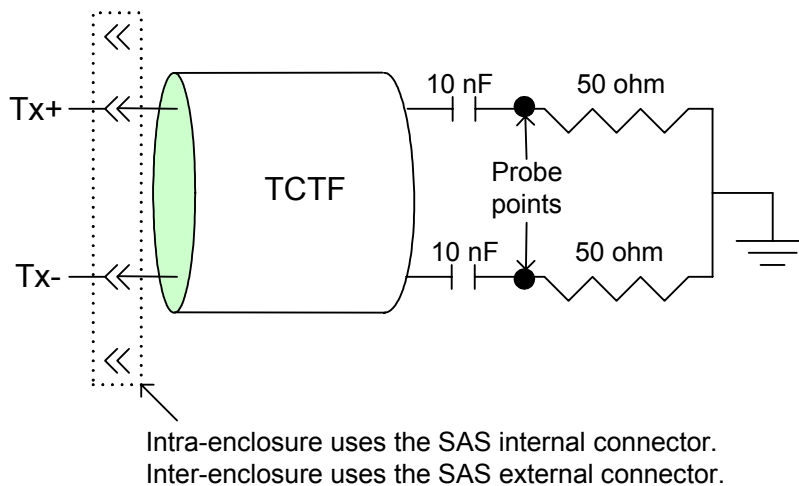 10 nF
50 ohm
Tx+
TCTF
Probe
points
10 nF
50 ohm
Tx-
Intra-enclosure uses the SAS internal connector.
Inter-enclosure uses the SAS external connector.